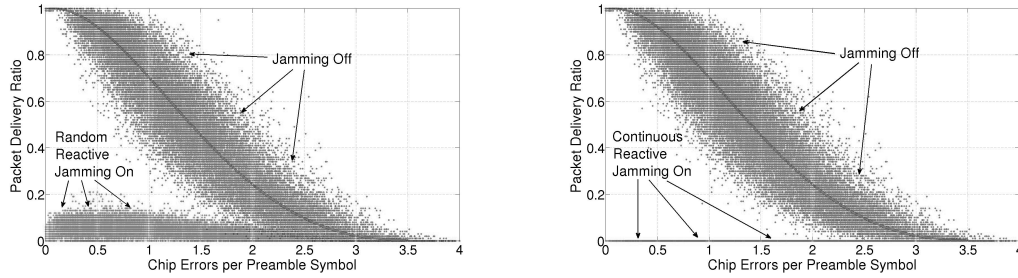 1
0.8
0.6
0.4
0.2
0
Packet Delivery Ratio
Jamming Off
Random
Reactive
Jamming On
0 0.5 1 1.5 2 2.5 3 3.5 4
Chip Errors per Preamble Symbol
1
0.8
0.6
0.4
0.2
0
Packet Delivery Ratio
Jamming Off
Continuous
Reactive
Jamming On
0 0.5 1 1.5 2 2.5 3 3.5 4
Chip Errors per Preamble Symbol